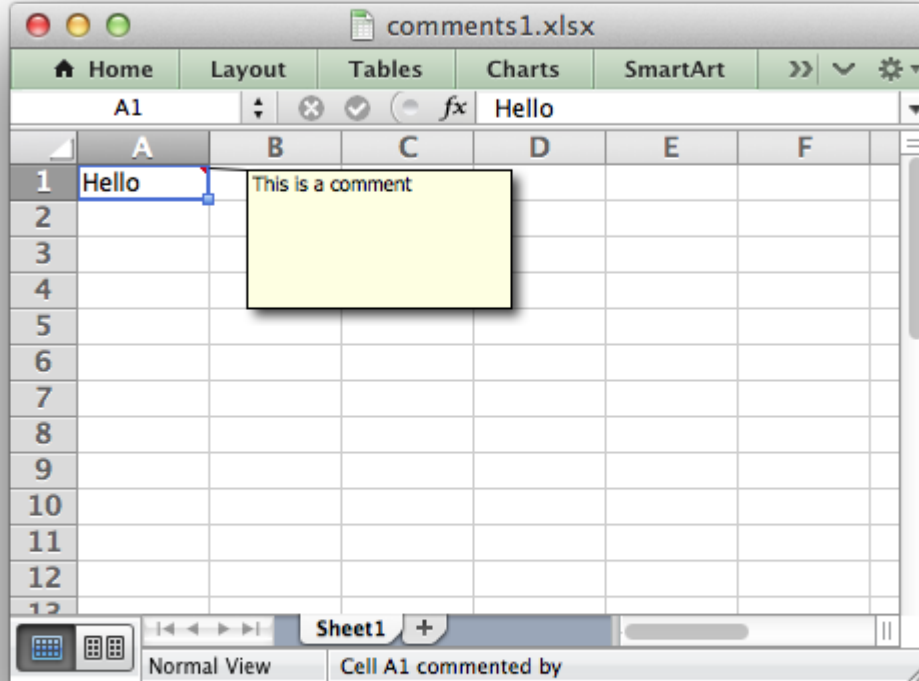 comments1.xlsx
Home Layout Tables Charts SmartArt
A1 fx Hello
A B C D E F
1 Hello This is a comment
2
3
4
5
6
7
8
9
10
11
12
13
Sheet1
Normal View Cell A1 commented by